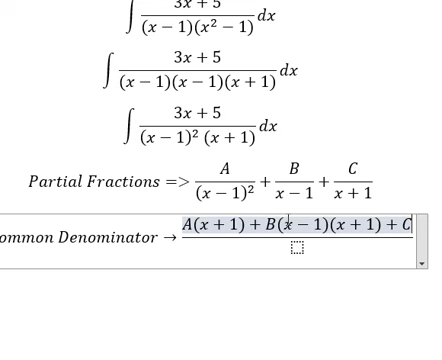 ∫ 3x + 5 / (x − 1)(x² − 1) dx
∫ 3x + 5 / (x − 1)(x − 1)(x + 1) dx
∫ 3x + 5 / (x − 1)² (x + 1) dx
Partial Fractions => A / (x − 1)² + B / x − 1 + C / x + 1
ommon Denominator → A(x + 1) + B(x − 1)(x + 1) + C